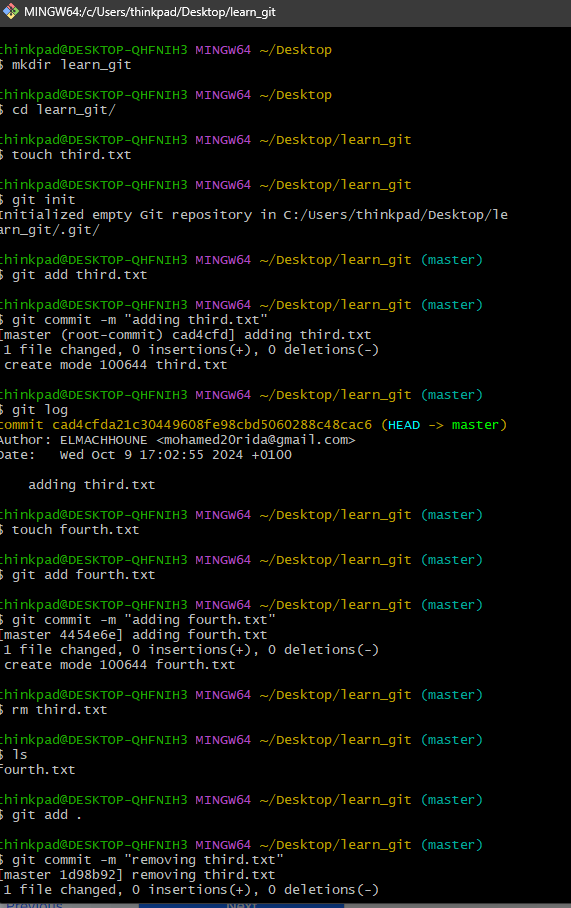 MINGW64:/c/Users/thinkpad/Desktop/learn_git
thinkpad@DESKTOP-QHFNIH3 MINGW64 ~/Desktop
$ mkdir learn_git
thinkpad@DESKTOP-QHFNIH3 MINGW64 ~/Desktop
$ cd learn_git/
thinkpad@DESKTOP-QHFNIH3 MINGW64 ~/Desktop/learn_git
$ touch third.txt
thinkpad@DESKTOP-QHFNIH3 MINGW64 ~/Desktop/learn_git
$ git init
Initialized empty Git repository in C:/Users/thinkpad/Desktop/le
arn_git/.git/
thinkpad@DESKTOP-QHFNIH3 MINGW64 ~/Desktop/learn_git (master)
$ git add third.txt
thinkpad@DESKTOP-QHFNIH3 MINGW64 ~/Desktop/learn_git (master)
$ git commit -m "adding third.txt"
[master (root-commit) cad4cfd] adding third.txt
1 file changed, 0 insertions(+), 0 deletions(-)
create mode 100644 third.txt
thinkpad@DESKTOP-QHFNIH3 MINGW64 ~/Desktop/learn_git (master)
$ git log
commit cad4cfda21c30449608fe98cbd5060288c48cac6 (HEAD -> master)
Author: ELMACHHOUNE <mohamed20rida@gmail.com>
Date:   Wed Oct 9 17:02:55 2024 +0100
adding third.txt
thinkpad@DESKTOP-QHFNIH3 MINGW64 ~/Desktop/learn_git (master)
$ touch fourth.txt
thinkpad@DESKTOP-QHFNIH3 MINGW64 ~/Desktop/learn_git (master)
$ git add fourth.txt
thinkpad@DESKTOP-QHFNIH3 MINGW64 ~/Desktop/learn_git (master)
$ git commit -m "adding fourth.txt"
[master 4454e6e] adding fourth.txt
1 file changed, 0 insertions(+), 0 deletions(-)
create mode 100644 fourth.txt
thinkpad@DESKTOP-QHFNIH3 MINGW64 ~/Desktop/learn_git (master)
$ rm third.txt
thinkpad@DESKTOP-QHFNIH3 MINGW64 ~/Desktop/learn_git (master)
$ ls
fourth.txt
thinkpad@DESKTOP-QHFNIH3 MINGW64 ~/Desktop/learn_git (master)
$ git add .
thinkpad@DESKTOP-QHFNIH3 MINGW64 ~/Desktop/learn_git (master)
$ git commit -m "removing third.txt"
[master 1d98b92] removing third.txt
1 file changed, 0 insertions(+), 0 deletions(-)